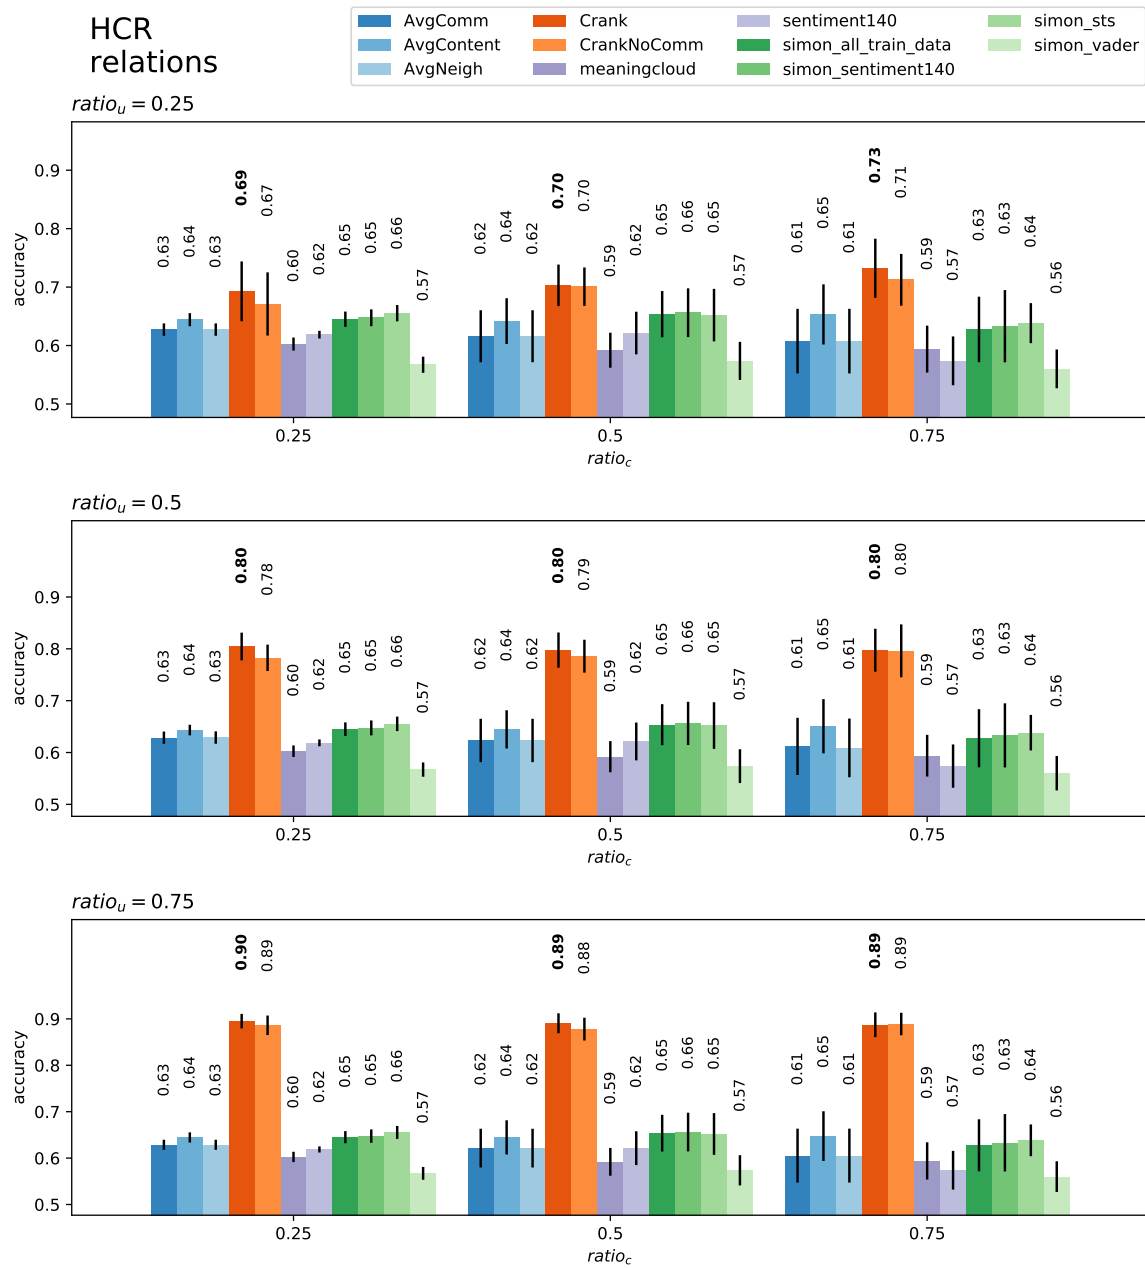 HCR
relations
AvgComm
AvgContent
AvgNeigh
Crank
CrankNoComm
meaningcloud
sentiment140
simon_all_train_data
simon_sentiment140
simon_sts
simon_vader
ratio_u = 0.25
accuracy
0.9
0.8
0.7
0.6
0.5
0.63 0.64 0.63 0.69 0.67 0.60 0.62 0.65 0.65 0.66 0.57
0.62 0.64 0.62 0.70 0.70 0.59 0.62 0.65 0.66 0.65 0.57
0.61 0.65 0.61 0.73 0.71 0.59 0.57 0.63 0.63 0.64 0.56
0.25 0.5 0.75
ratio_c
ratio_u = 0.5
accuracy
0.9
0.8
0.7
0.6
0.5
0.63 0.64 0.63 0.80 0.78 0.60 0.62 0.65 0.65 0.66 0.57
0.62 0.64 0.62 0.80 0.79 0.59 0.62 0.65 0.66 0.65 0.57
0.61 0.65 0.61 0.80 0.80 0.59 0.57 0.63 0.63 0.64 0.56
0.25 0.5 0.75
ratio_c
ratio_u = 0.75
accuracy
0.9
0.8
0.7
0.6
0.5
0.63 0.64 0.63 0.90 0.89 0.60 0.62 0.65 0.65 0.66 0.57
0.62 0.64 0.62 0.89 0.88 0.59 0.62 0.65 0.66 0.65 0.57
0.61 0.65 0.61 0.89 0.89 0.59 0.57 0.63 0.63 0.64 0.56
0.25 0.5 0.75
ratio_c